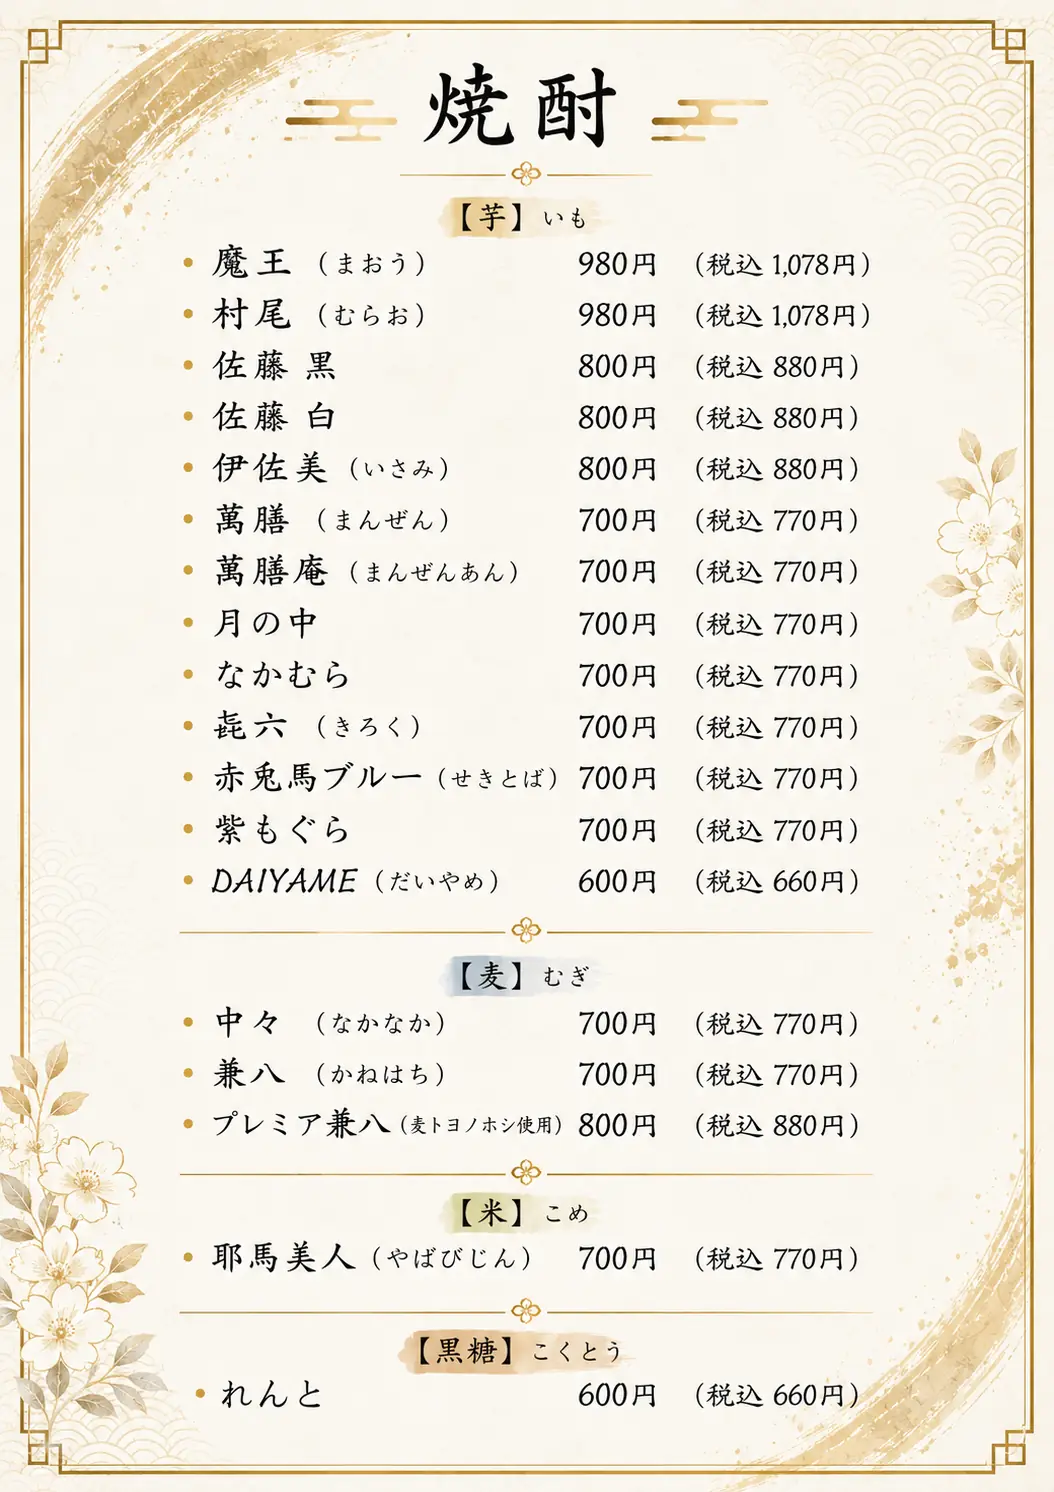 焼酎
【芋】いも
・魔王（まおう） 980円 （税込 1,078円）
・村尾（むらお） 980円 （税込 1,078円）
・佐藤 黒 800円 （税込 880円）
・佐藤 白 800円 （税込 880円）
・伊佐美（いさみ） 800円 （税込 880円）
・萬膳（まんぜん） 700円 （税込 770円）
・萬膳庵（まんぜんあん） 700円 （税込 770円）
・月の中 700円 （税込 770円）
・なかむら 700円 （税込 770円）
・㐂六（きろく） 700円 （税込 770円）
・赤兎馬ブルー（せきとば） 700円 （税込 770円）
・紫もぐら 700円 （税込 770円）
・DAIYAME（だいやめ） 600円 （税込 660円）
【麦】むぎ
・中々（なかなか） 700円 （税込 770円）
・兼八（かねはち） 700円 （税込 770円）
・プレミア兼八（麦トヨノホシ使用） 800円 （税込 880円）
【米】こめ
・耶馬美人（やばびじん） 700円 （税込 770円）
【黒糖】こくとう
・れんと 600円 （税込 660円）